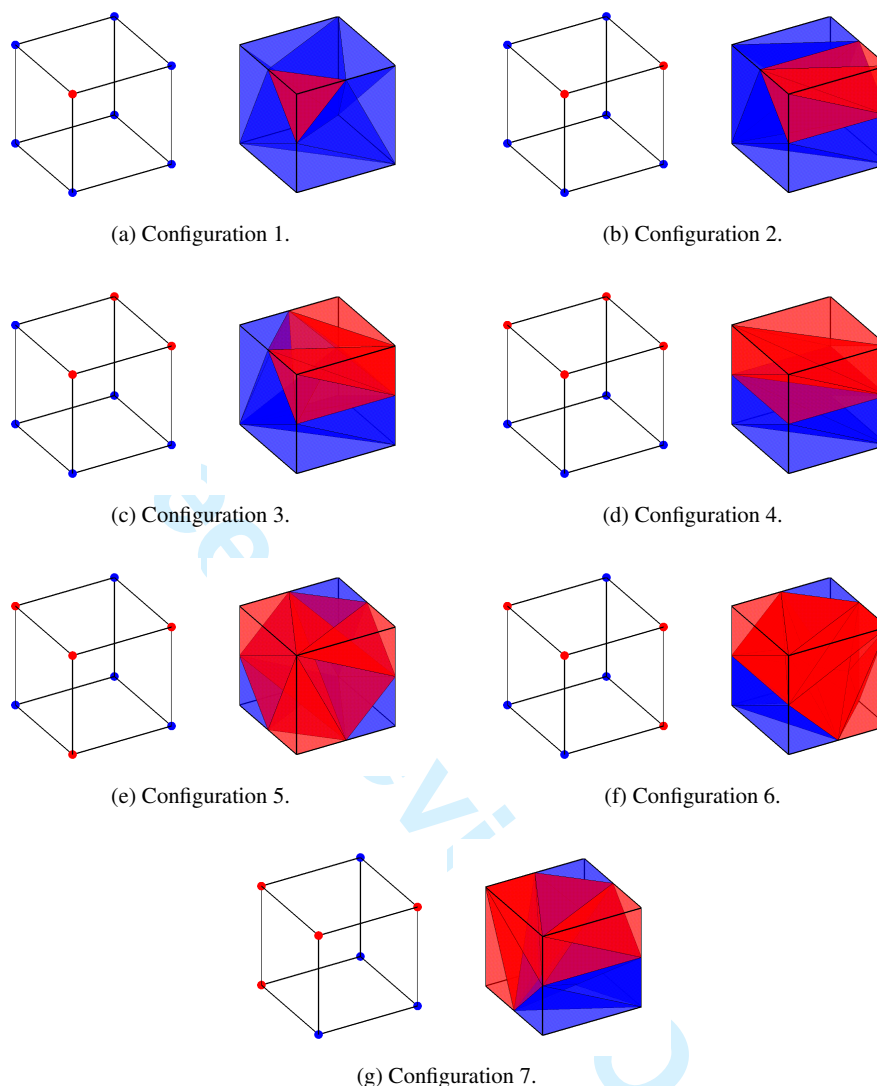 (a) Configuration 1.
(b) Configuration 2.
(c) Configuration 3.
(d) Configuration 4.
(e) Configuration 5.
(f) Configuration 6.
(g) Configuration 7.